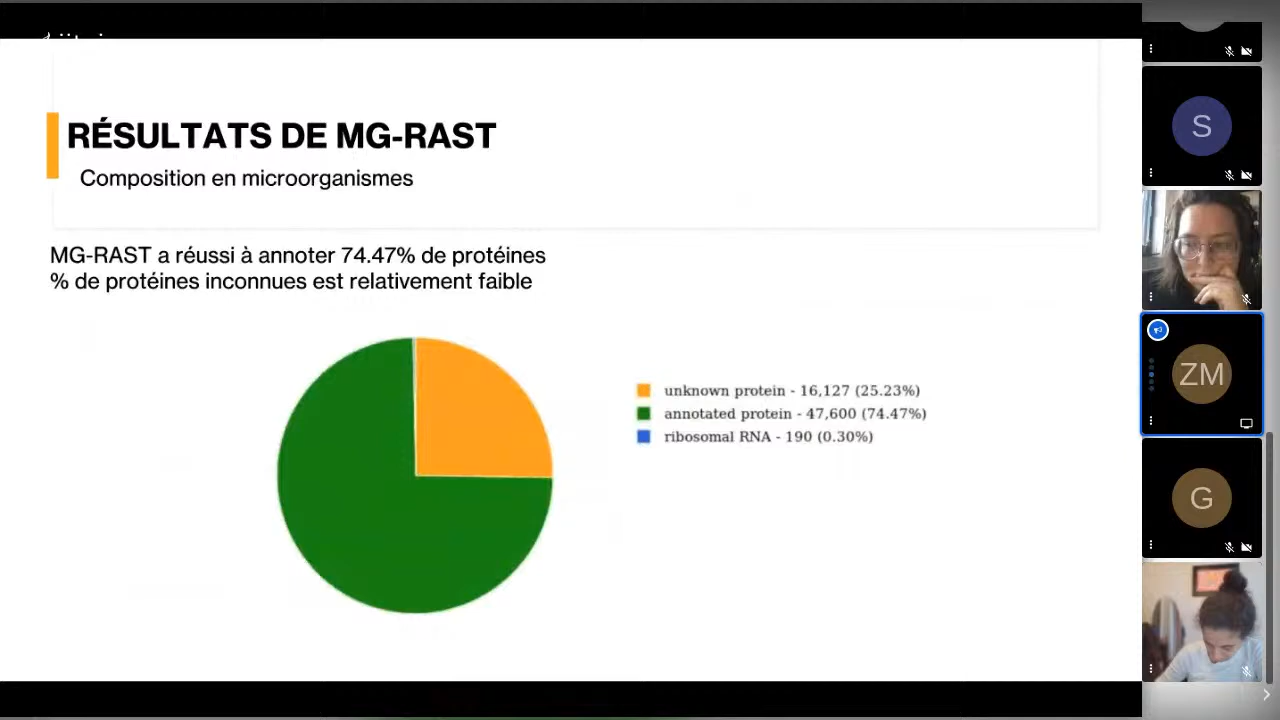 RÉSULTATS DE MG-RAST
Composition en microorganismes
MG-RAST a réussi à annoter 74.47% de protéines
% de protéines inconnues est relativement faible
unknown protein - 16,127 (25.23%)
annotated protein - 47,600 (74.47%)
ribosomal RNA - 190 (0.30%)
S
ZM
G